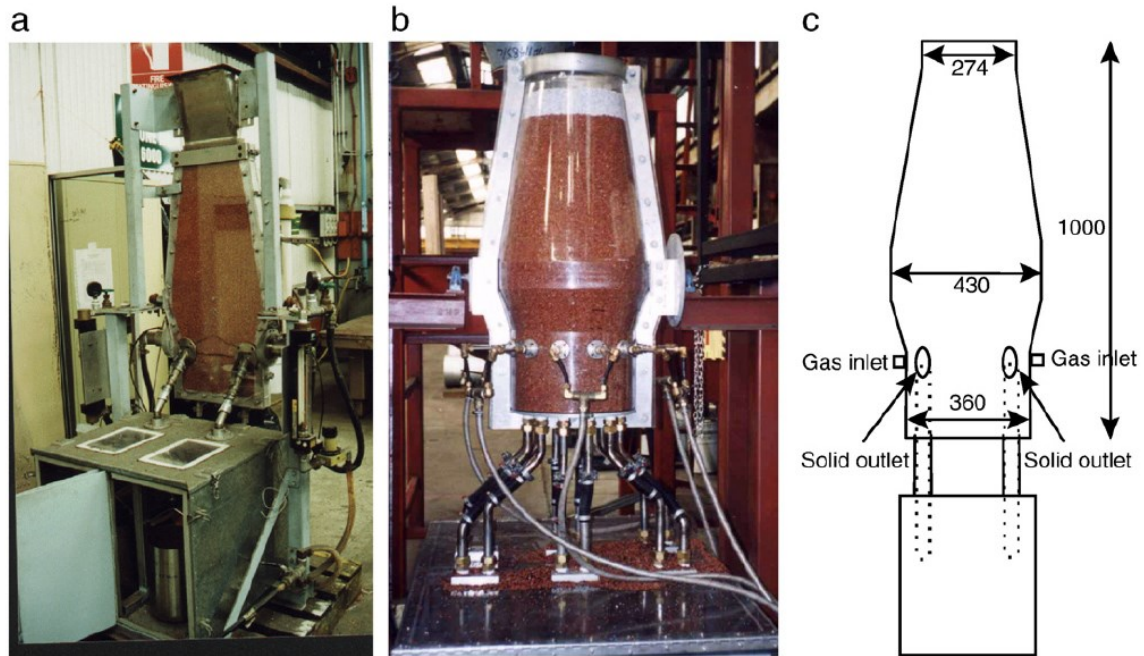 a
b
c
FIRE
274
1000
430
Gas inlet
Gas inlet
360
Solid outlet
Solid outlet